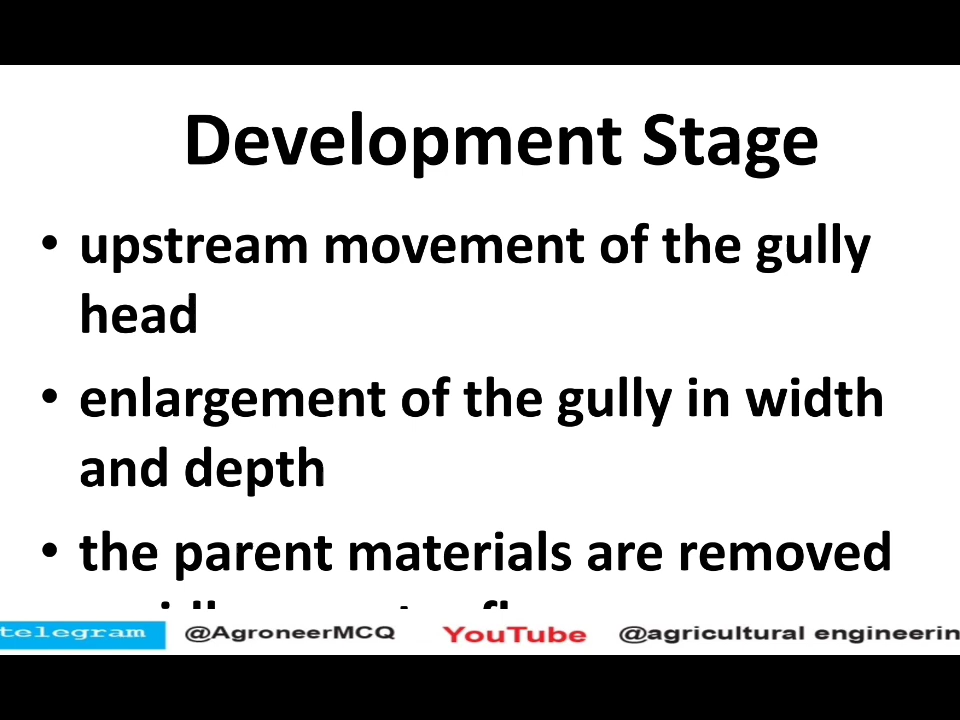 Development Stage
• upstream movement of the gully
head
• enlargement of the gully in width
and depth
• the parent materials are removed
telegram @AgroneerMCQ YouTube @agricultural engineerin